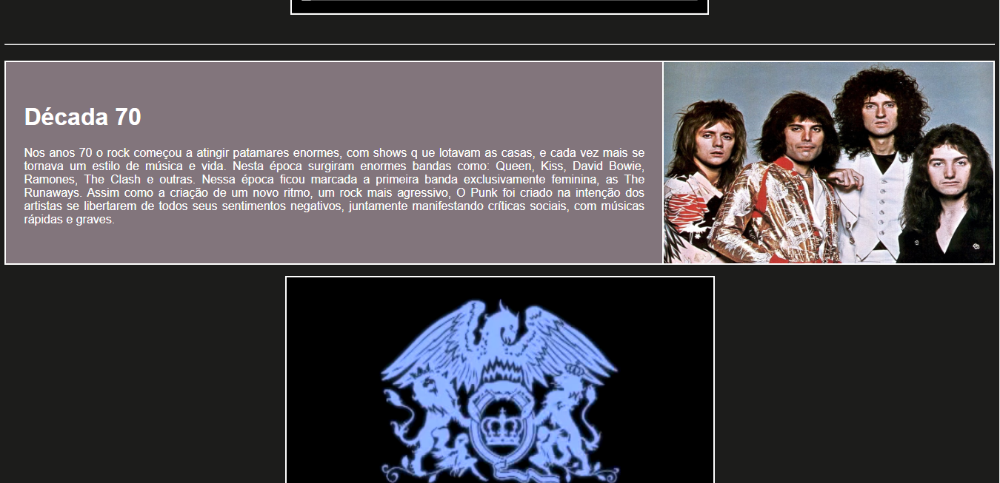 Década 70
Nos anos 70 o rock começou a atingir patamares enormes, com shows q ue lotavam as casas, e cada vez mais se
tornava um estilo de música e vida. Nesta época surgiram enormes bandas como: Queen, Kiss, David Bowie,
Ramones, The Clash e outras. Nessa época ficou marcada a primeira banda exclusivamente feminina, as The
Runaways. Assim como a criação de um novo ritmo, um rock mais agressivo, O Punk foi criado na intenção dos
artistas se libertarem de todos seus sentimentos negativos, juntamente manifestando críticas sociais, com músicas
rápidas e graves.